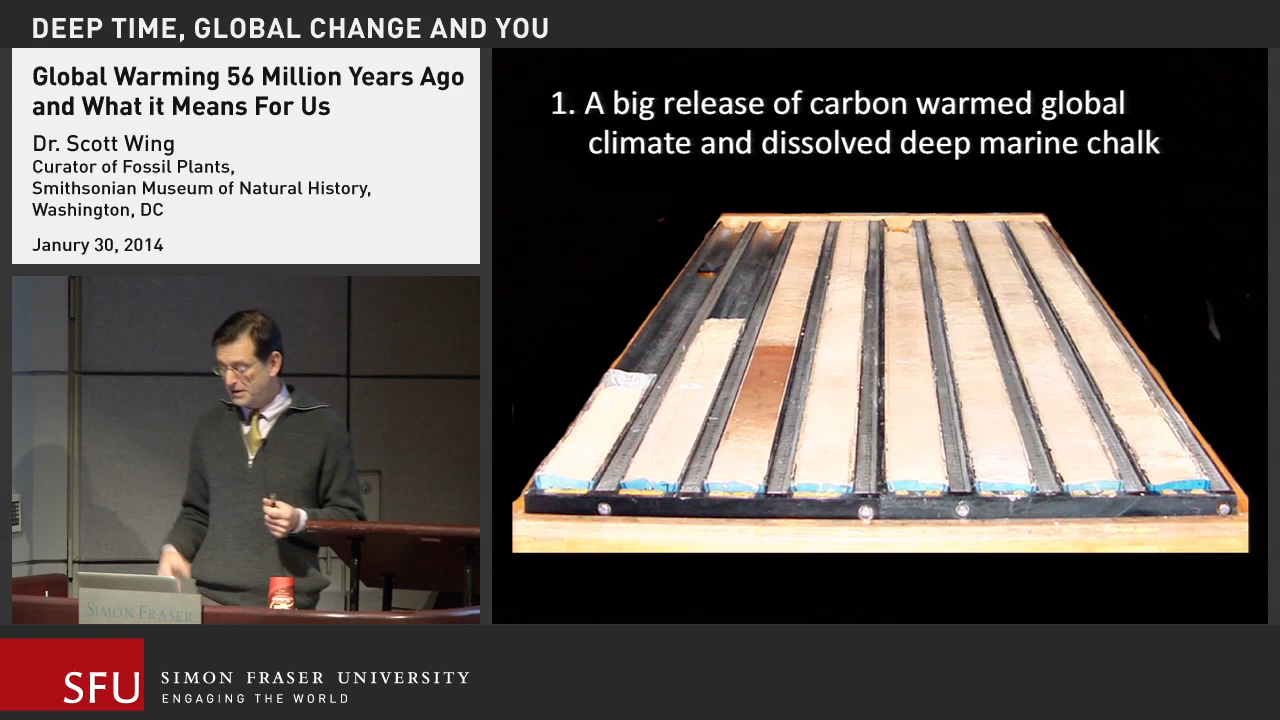 DEEP TIME, GLOBAL CHANGE AND YOU
Global Warming 56 Million Years Ago
and What it Means For Us
Dr. Scott Wing
Curator of Fossil Plants,
Smithsonian Museum of Natural History,
Washington, DC
Janury 30, 2014
1. A big release of carbon warmed global
climate and dissolved deep marine chalk
SIMON FRASER
SFU
SIMON FRASER UNIVERSITY
ENGAGING THE WORLD